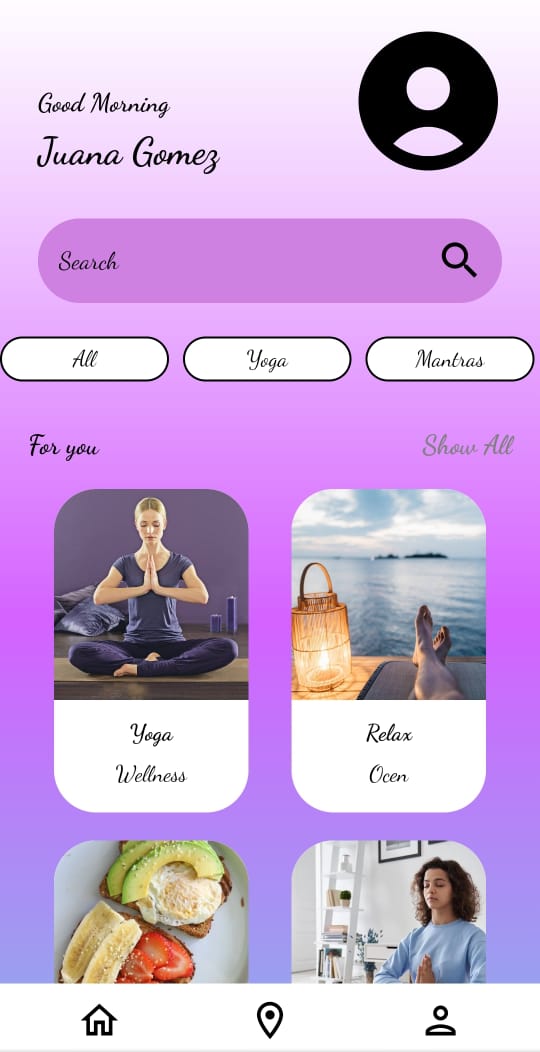 Good Morning
Juana Gomez
Search
All Yoga Mantras
For you Show All
Yoga Relax
Wellness Ocen